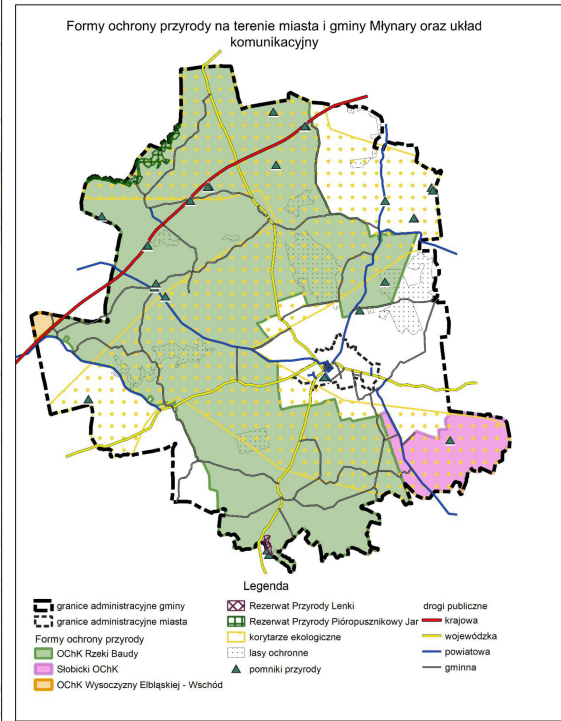 Formy ochrony przyrody na terenie miasta i gminy Młynary oraz układ
komunikacyjny
Legenda
granice administracyjne gminy
granice administracyjne miasta
Formy ochrony przyrody
OChK Rzeki Baudy
Słobicki OChK
OChK Wysoczyzny Elbląskiej - Wschód
Rezerwat Przyrody Lenki
Rezerwat Przyrody Pióropusznikowy Jar
korytarze ekologiczne
lasy ochronne
pomniki przyrody
drogi publiczne
krajowa
wojewódzka
powiatowa
gminna